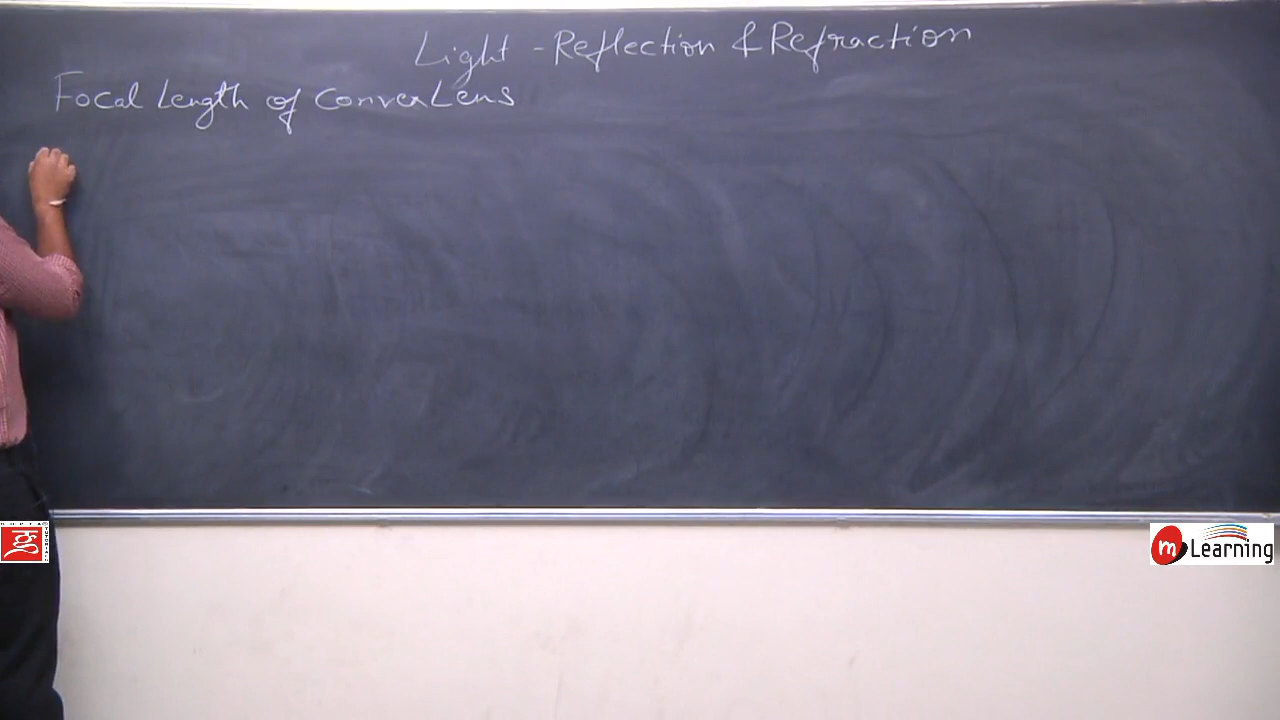 Light - Reflection & Refraction
Focal Length of Convex Lens
ग
m Learning